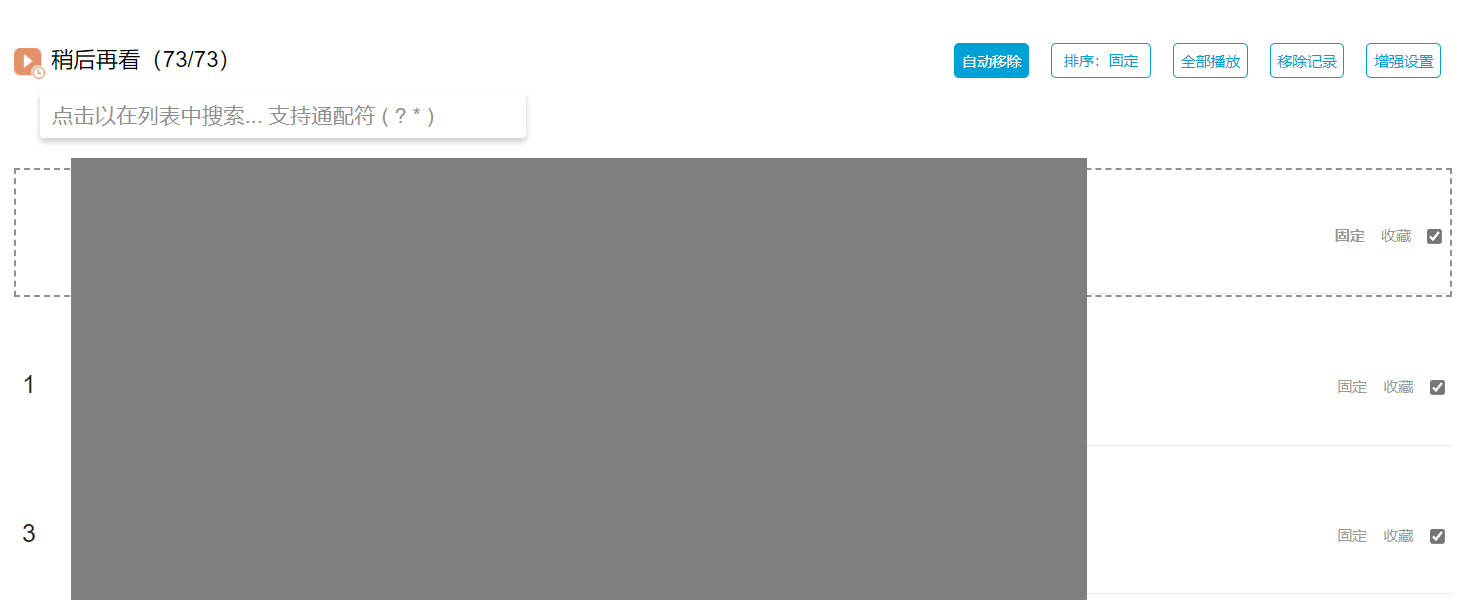 稍后再看（73/73）
自动移除 排序：固定 全部播放 移除记录 增强设置
点击以在列表中搜索... 支持通配符 ( ? * )
固定 收藏
1 固定 收藏
3 固定 收藏